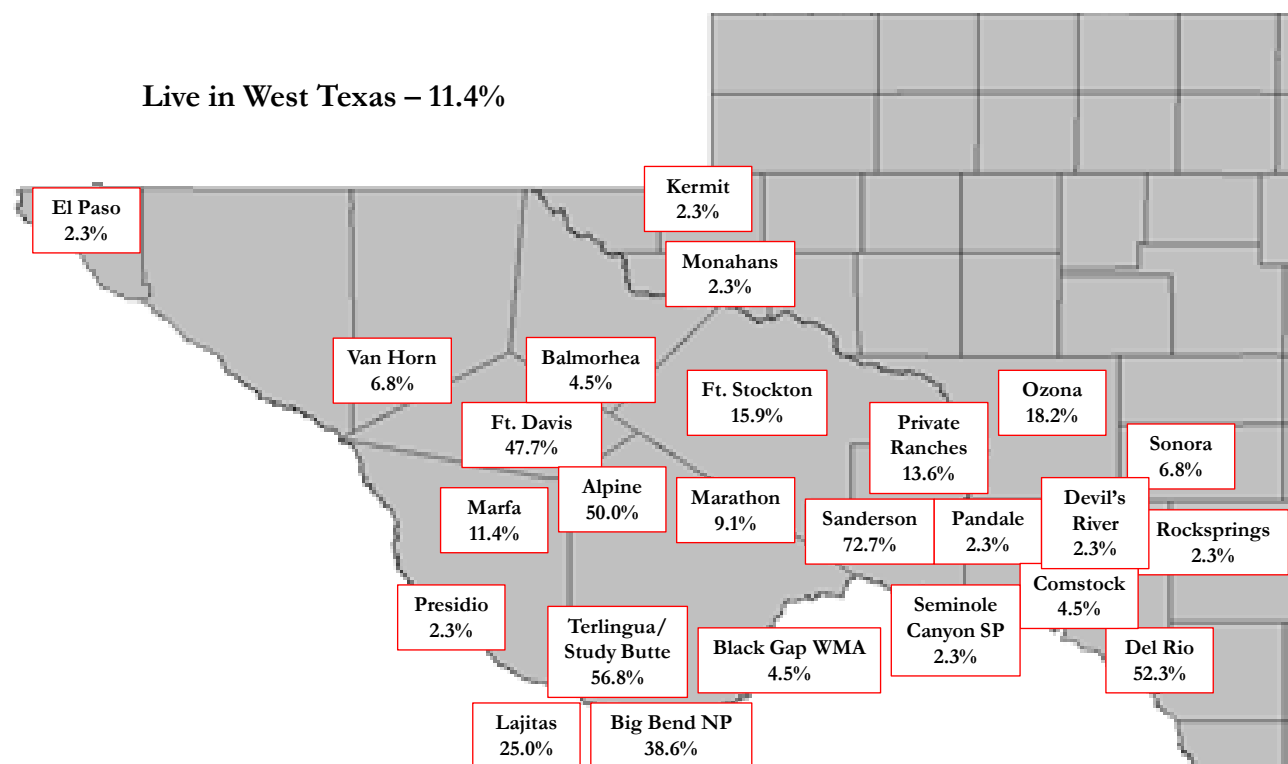 Live in West Texas – 11.4%
Kermit
2.3%
El Paso
2.3%
Monahans
2.3%
Van Horn
6.8%
Balmorhea
4.5%
Ft. Stockton
15.9%
Ozona
18.2%
Ft. Davis
47.7%
Private
Ranches
13.6%
Sonora
6.8%
Alpine
50.0%
Marfa
11.4%
Marathon
9.1%
Sanderson
72.7%
Pandale
2.3%
Devil's
River
2.3%
Rocksprings
2.3%
Comstock
4.5%
Presidio
2.3%
Terlingua/
Study Butte
56.8%
Black Gap WMA
4.5%
Seminole
Canyon SP
2.3%
Del Rio
52.3%
Lajitas
25.0%
Big Bend NP
38.6%